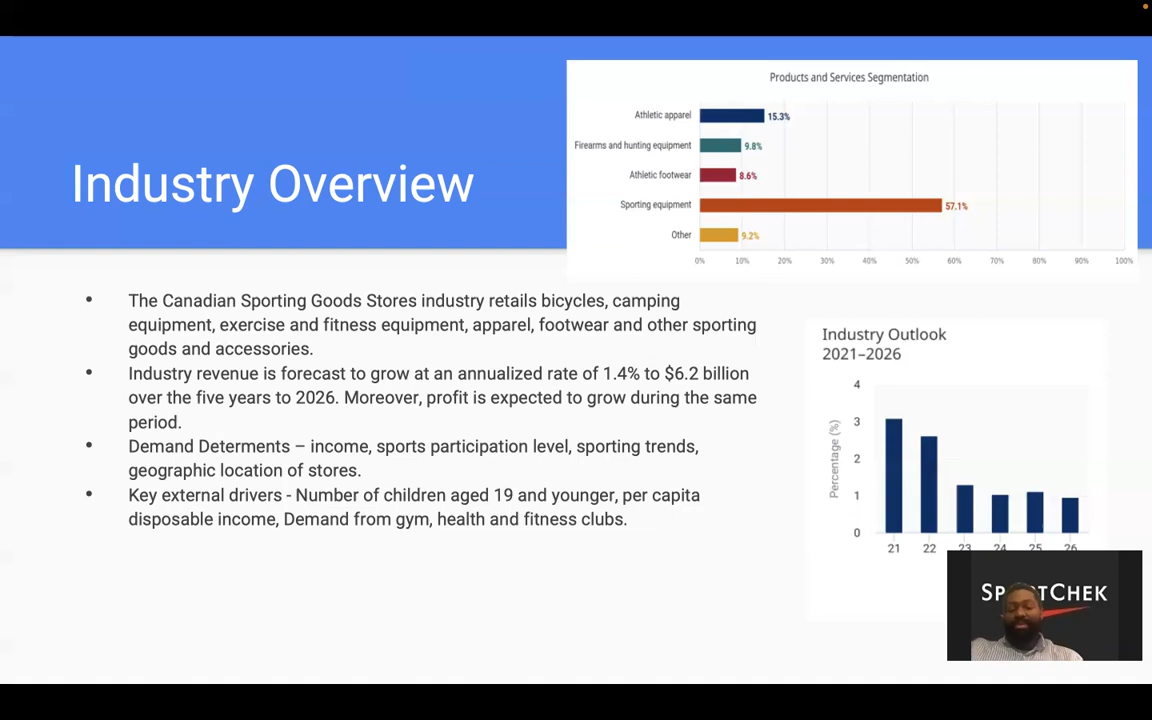 Industry Overview
Products and Services Segmentation
Athletic apparel
15.3%
Firearms and hunting equipment
9.8%
Athletic footwear
8.6%
Sporting equipment
57.1%
Other
9.2%
0% 10% 20% 30% 40% 50% 60% 70% 80% 90% 100%
• The Canadian Sporting Goods Stores industry retails bicycles, camping
equipment, exercise and fitness equipment, apparel, footwear and other sporting
goods and accessories.
• Industry revenue is forecast to grow at an annualized rate of 1.4% to $6.2 billion
over the five years to 2026. Moreover, profit is expected to grow during the same
period.
• Demand Determents – income, sports participation level, sporting trends,
geographic location of stores.
• Key external drivers - Number of children aged 19 and younger, per capita
disposable income, Demand from gym, health and fitness clubs.
Industry Outlook
2021–2026
Percentage (%)
4
3
2
1
0
21 22 23 24 25 26